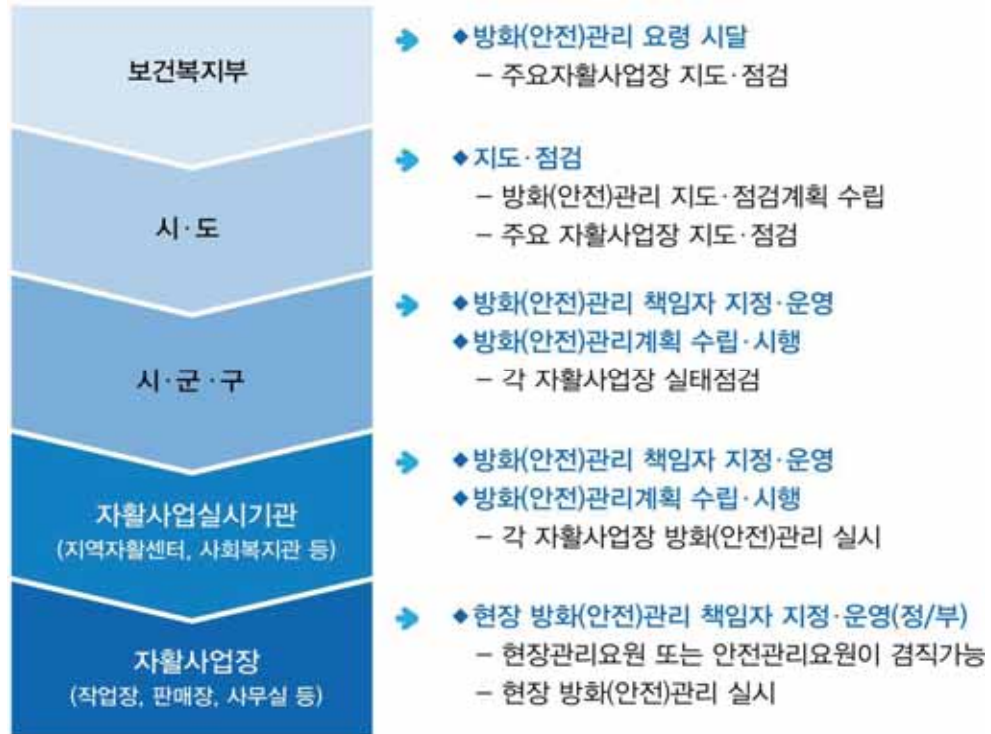 보건복지부
➔ ◆방화(안전)관리 요령 시달
– 주요자활사업장 지도·점검
시·도
➔ ◆지도·점검
– 방화(안전)관리 지도·점검계획 수립
– 주요 자활사업장 지도·점검
시·군·구
➔ ◆방화(안전)관리 책임자 지정·운영
◆방화(안전)관리계획 수립·시행
– 각 자활사업장 실태점검
자활사업실시기관
(지역자활센터, 사회복지관 등)
➔ ◆방화(안전)관리 책임자 지정·운영
◆방화(안전)관리계획 수립·시행
– 각 자활사업장 방화(안전)관리 실시
자활사업장
(작업장, 판매장, 사무실 등)
➔ ◆현장 방화(안전)관리 책임자 지정·운영(정/부)
– 현장관리요원 또는 안전관리요원이 겸직가능
– 현장 방화(안전)관리 실시